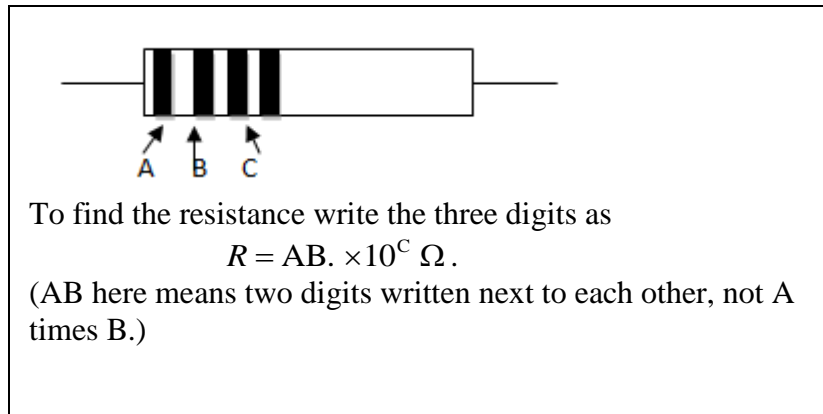 A B C
To find the resistance write the three digits as
R = AB. ×10^C Ω.
(AB here means two digits written next to each other, not A
times B.)